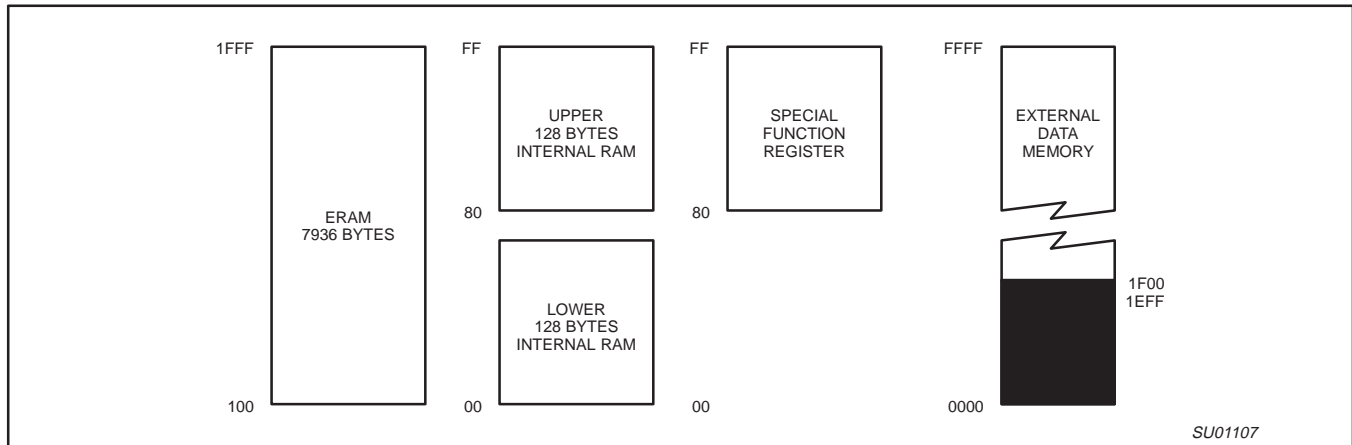 1FFF
ERAM
7936 BYTES
100
FF
UPPER
128 BYTES
INTERNAL RAM
80
LOWER
128 BYTES
INTERNAL RAM
00
FF
SPECIAL
FUNCTION
REGISTER
80
00
FFFF
EXTERNAL
DATA
MEMORY
1F00
1EFF
0000
SU01107